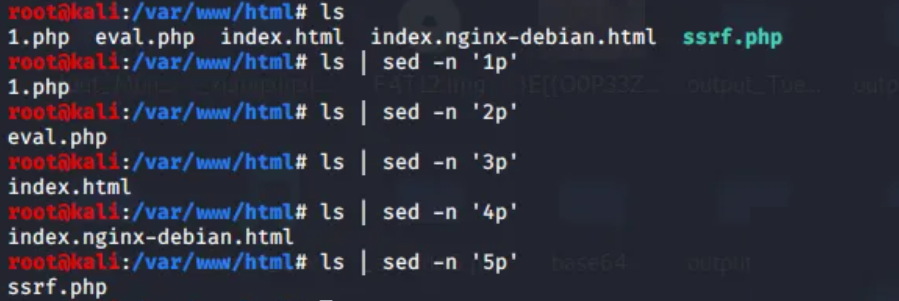 root@kali:/var/www/html# ls
1.php  eval.php  index.html  index.nginx-debian.html  ssrf.php
root@kali:/var/www/html# ls | sed -n '1p'
1.php
root@kali:/var/www/html# ls | sed -n '2p'
eval.php
root@kali:/var/www/html# ls | sed -n '3p'
index.html
root@kali:/var/www/html# ls | sed -n '4p'
index.nginx-debian.html
root@kali:/var/www/html# ls | sed -n '5p'
base64...
output
ssrf.php